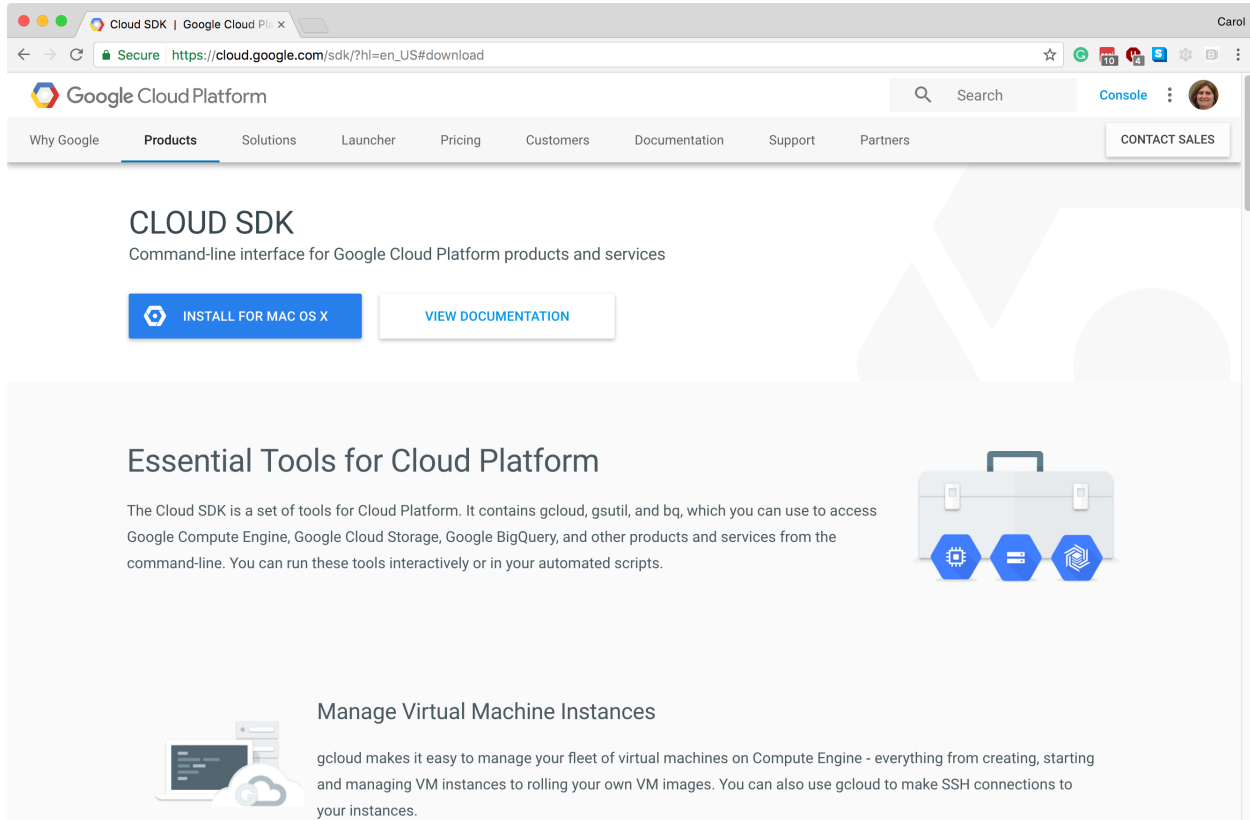 Carol
Cloud SDK | Google Cloud Pla
Secure https://cloud.google.com/sdk/?hl=en_US#download
10
4
Google Cloud Platform
Search
Console
Why Google Products Solutions Launcher Pricing Customers Documentation Support Partners CONTACT SALES
CLOUD SDK
Command-line interface for Google Cloud Platform products and services
INSTALL FOR MAC OS X VIEW DOCUMENTATION
Essential Tools for Cloud Platform
The Cloud SDK is a set of tools for Cloud Platform. It contains gcloud, gsutil, and bq, which you can use to access
Google Compute Engine, Google Cloud Storage, Google BigQuery, and other products and services from the
command-line. You can run these tools interactively or in your automated scripts.
Manage Virtual Machine Instances
gcloud makes it easy to manage your fleet of virtual machines on Compute Engine - everything from creating, starting
and managing VM instances to rolling your own VM images. You can also use gcloud to make SSH connections to
your instances.